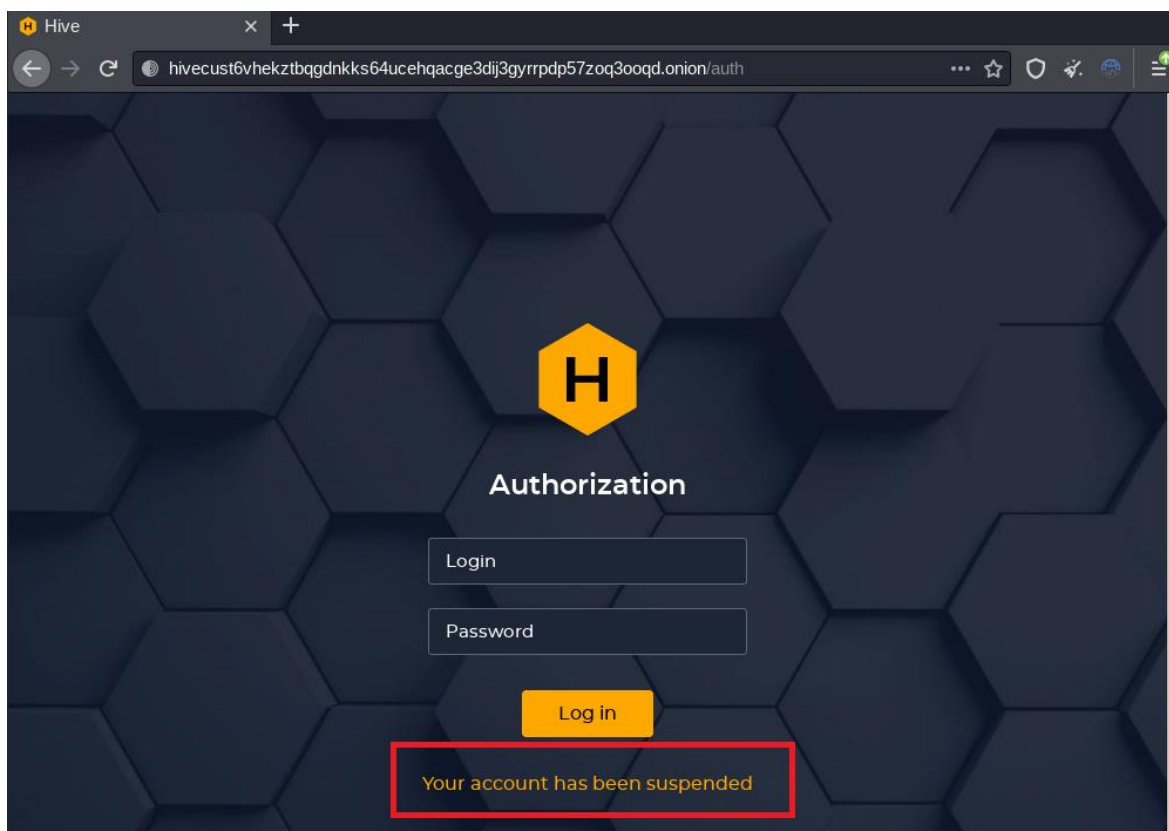 Hive
hivecust6vhekztbqgdnkks64ucehqacge3dij3gyrrpdp57zoq3ooqd.onion/auth
H
Authorization
Login
Password
Log in
Your account has been suspended